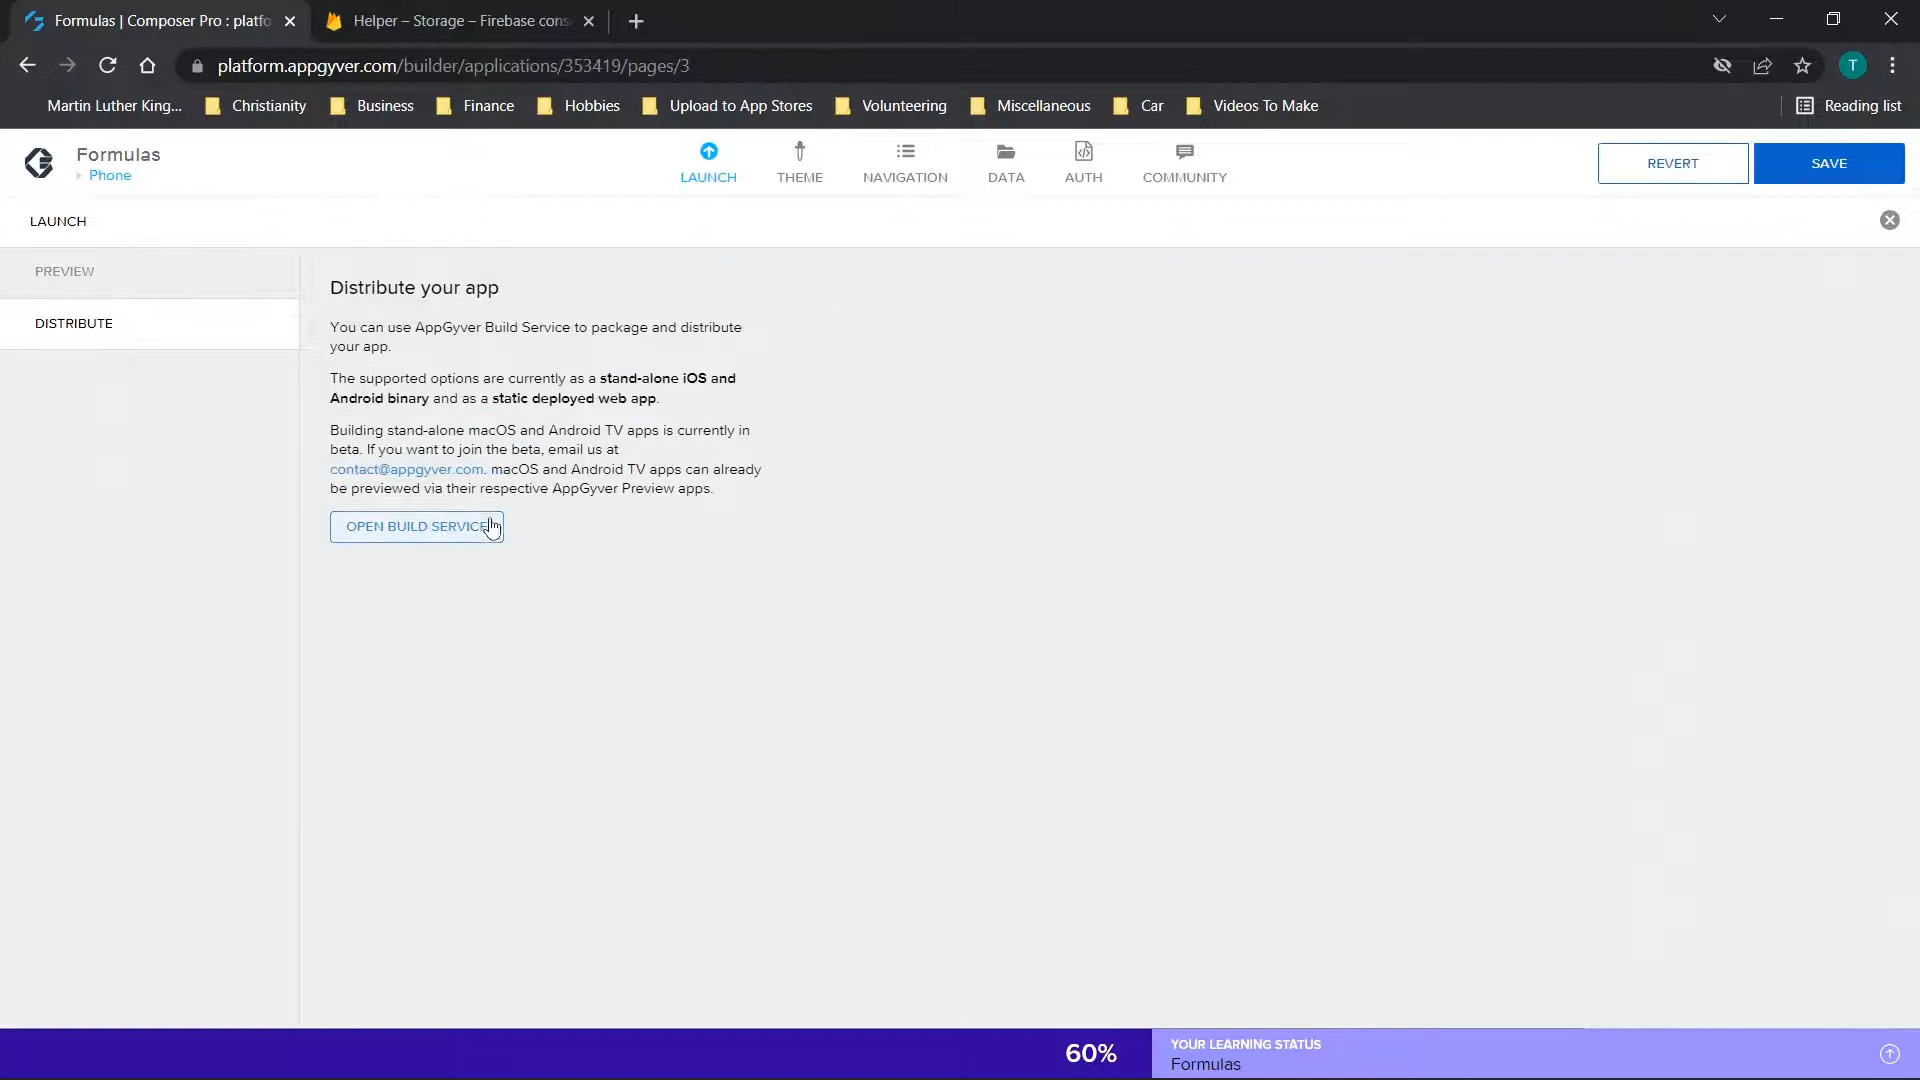 Formulas | Composer Pro : platfo
Helper – Storage – Firebase cons
platform.appgyver.com/builder/applications/353419/pages/3
T
Martin Luther King...
Christianity
Business
Finance
Hobbies
Upload to App Stores
Volunteering
Miscellaneous
Car
Videos To Make
Reading list
Formulas
Phone
LAUNCH
THEME
NAVIGATION
DATA
AUTH
COMMUNITY
REVERT
SAVE
LAUNCH
PREVIEW
DISTRIBUTE
Distribute your app
You can use AppGyver Build Service to package and distribute
your app.
The supported options are currently as a stand-alone iOS and
Android binary and as a static deployed web app.
Building stand-alone macOS and Android TV apps is currently in
beta. If you want to join the beta, email us at
contact@appgyver.com. macOS and Android TV apps can already
be previewed via their respective AppGyver Preview apps.
OPEN BUILD SERVICE
60%
YOUR LEARNING STATUS
Formulas